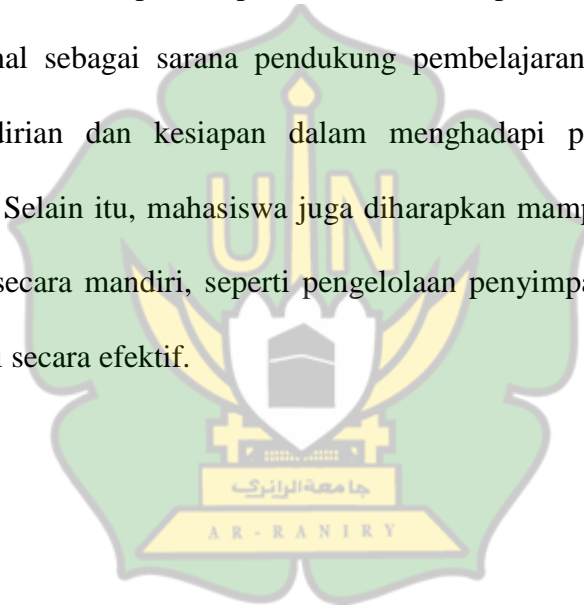 nal sebagai sarana pendukung pembelajaran
dirian dan kesiapan dalam menghadapi p
Selain itu, mahasiswa juga diharapkan mamp
secara mandiri, seperti pengelolaan penyimpa
i secara efektif.
UIN
جامعة الرانري
AR-RANIRY